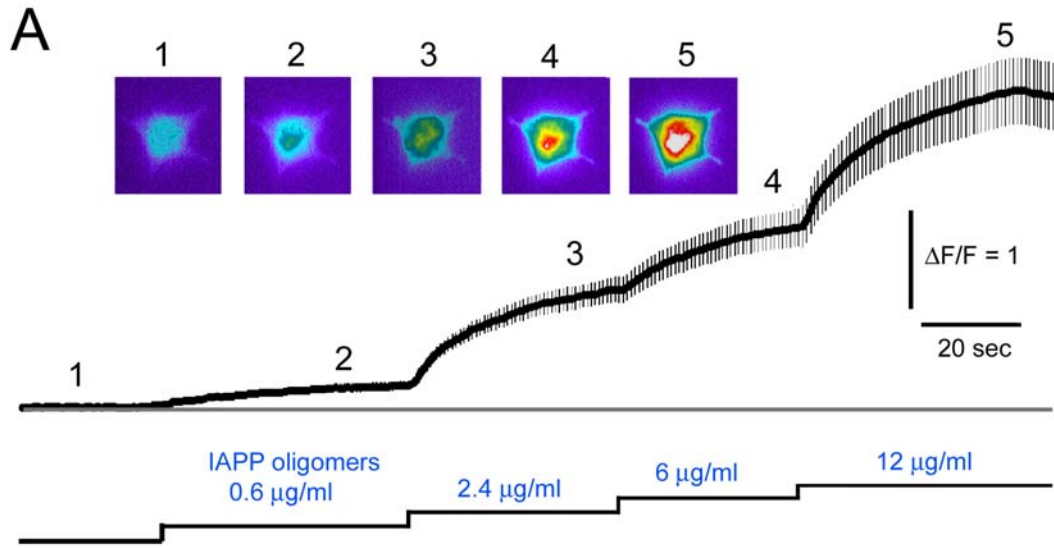 A
1 2 3 4 5
5
4
3
2
1
ΔF/F = 1
20 sec
IAPP oligomers
0.6 µg/ml
2.4 µg/ml
6 µg/ml
12 µg/ml